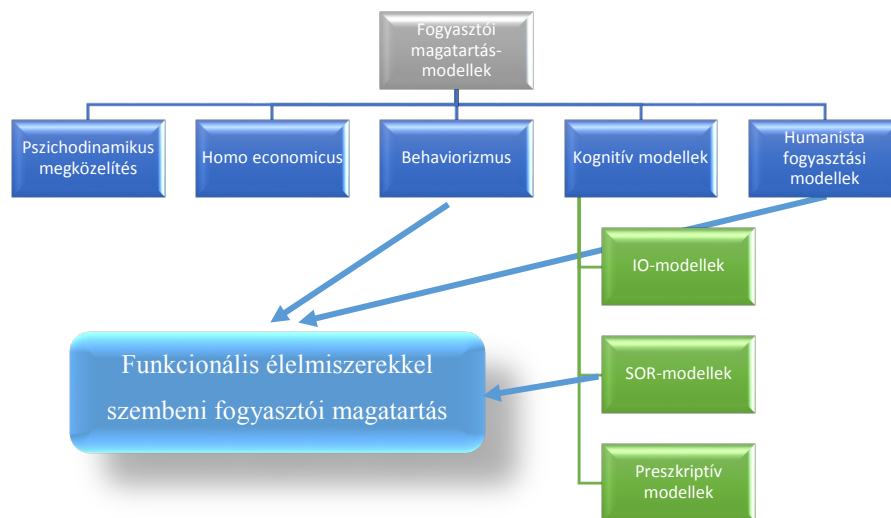 Fogyasztói
magatartás-
modellek
Pszichodinamikus
megközelítés
Homo economicus
Behaviorizmus
Kognitív modellek
Humanista
fogyasztási
modellek
IO-modellek
Funkcionális élelmiszerekkel
szembeni fogyasztói magatartás
SOR-modellek
Preszkriptív
modellek